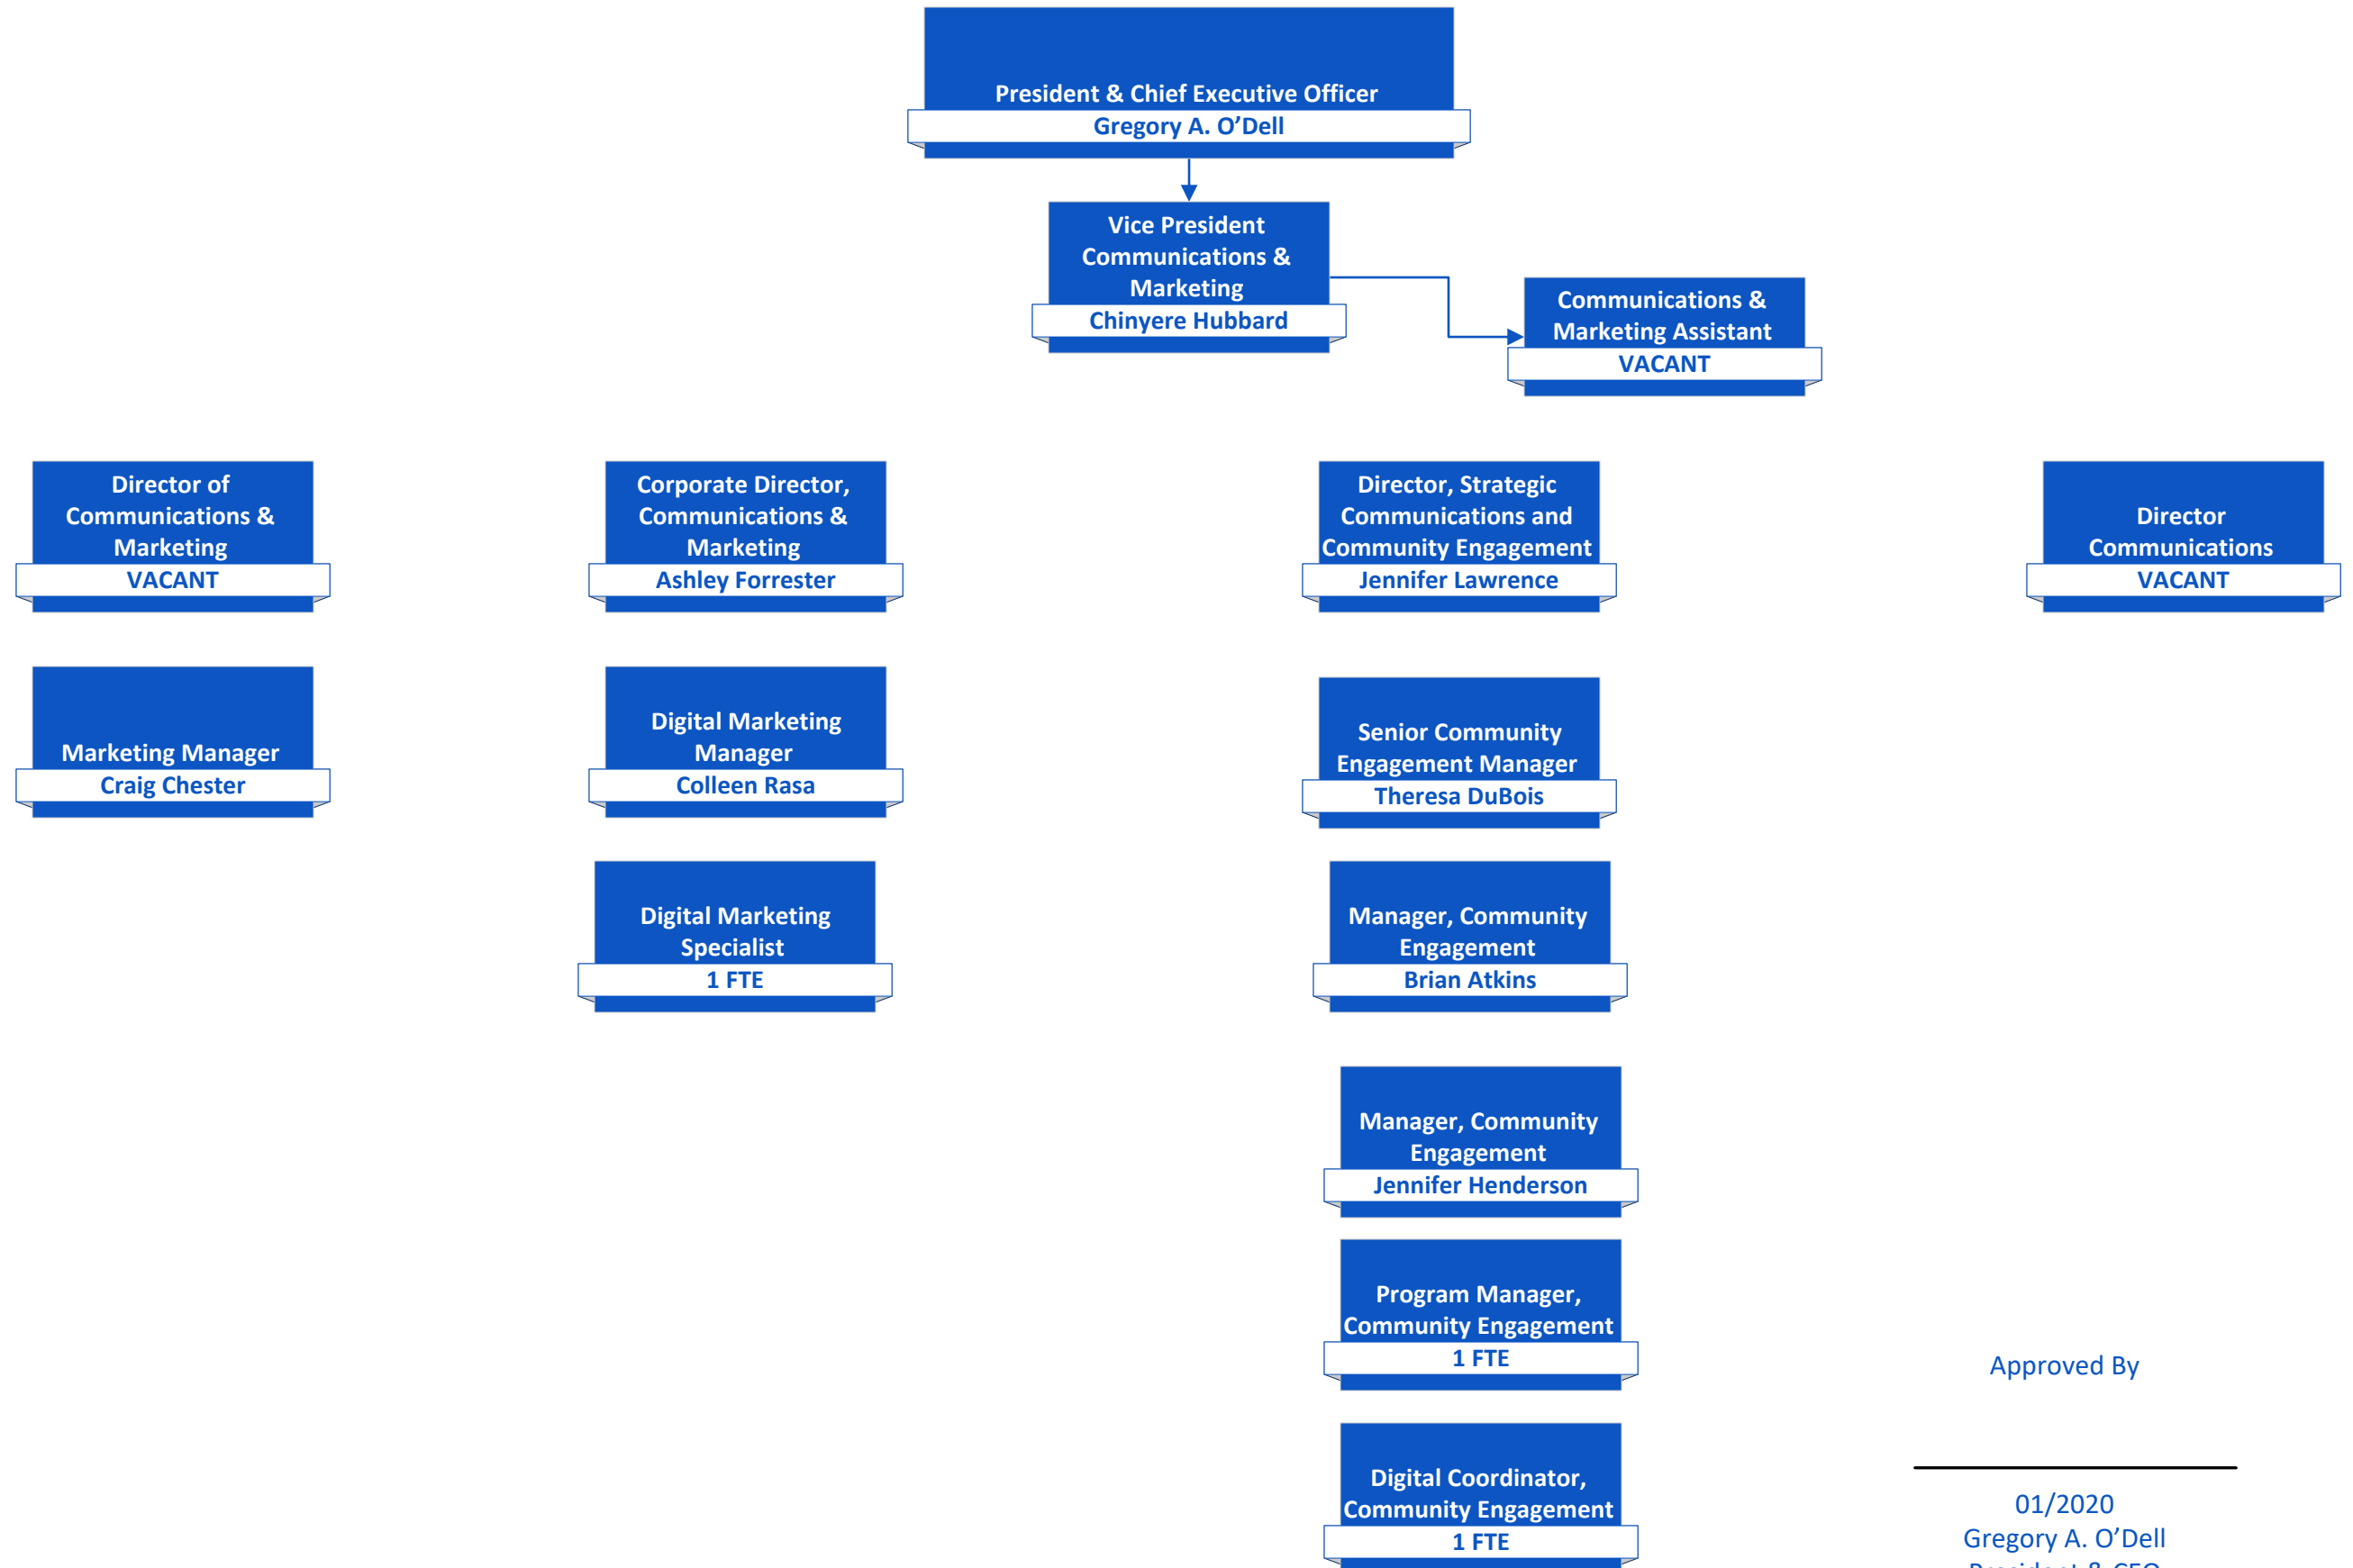 President & Chief Executive Officer
Gregory A. O’Dell
Vice President
Communications &
Marketing
Chinyere Hubbard
Communications &
Marketing Assistant
VACANT
Director of
Communications &
Marketing
VACANT
Corporate Director,
Communications &
Marketing
Ashley Forrester
Director, Strategic
Communications and
Community Engagement
Jennifer Lawrence
Director
Communications
VACANT
Marketing Manager
Craig Chester
Digital Marketing
Manager
Colleen Rasa
Senior Community
Engagement Manager
Theresa DuBois
Digital Marketing
Specialist
1 FTE
Manager, Community
Engagement
Brian Atkins
Manager, Community
Engagement
Jennifer Henderson
Program Manager,
Community Engagement
1 FTE
Digital Coordinator,
Community Engagement
1 FTE
Approved By
01/2020
Gregory A. O’Dell
President & CEO